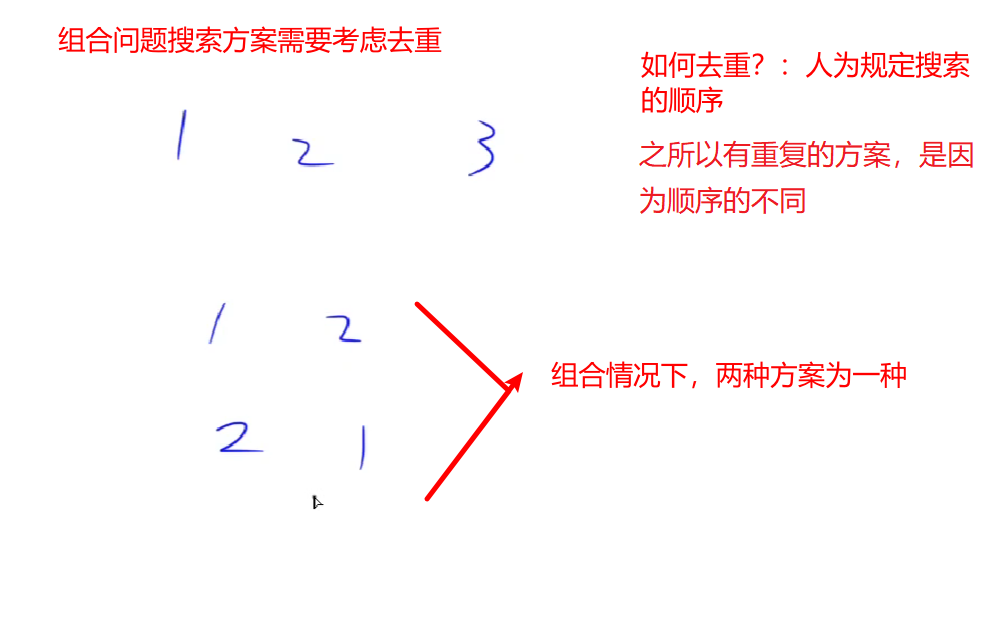 组合问题搜索方案需要考虑去重
如何去重？：人为规定搜索
的顺序
之所以有重复的方案，是因
为顺序的不同
1 2 3
1 2
组合情况下，两种方案为一种
2 1